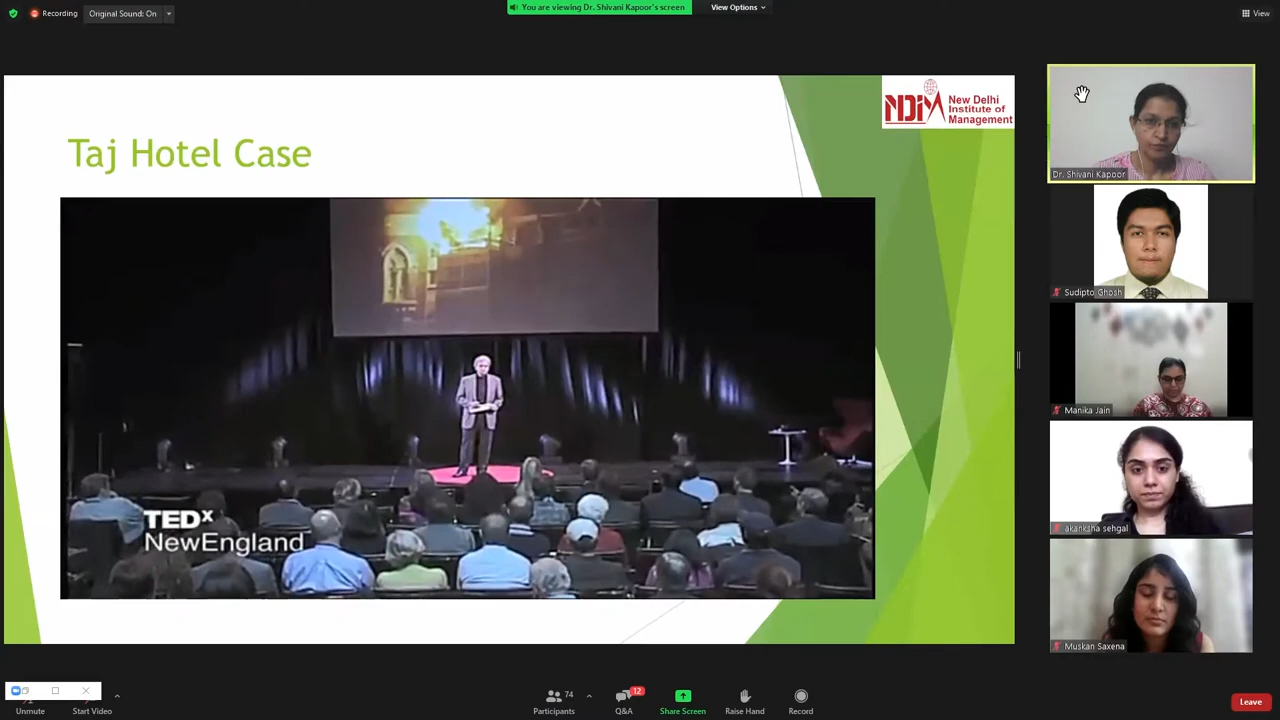 Recording
Original Sound: On
You are viewing Dr. Shivani Kapoor's screen
View Options
View
Taj Hotel Case
NDIM
New Delhi
Institute of
Management
TEDx
NewEngland
Dr. Shivani Kapoor
Sudipto Ghosh
Manika Jain
akanksha sehgal
Muskan Saxena
Unmute
Start Video
74
Participants
12
Q&A
Share Screen
Raise Hand
Record
Leave